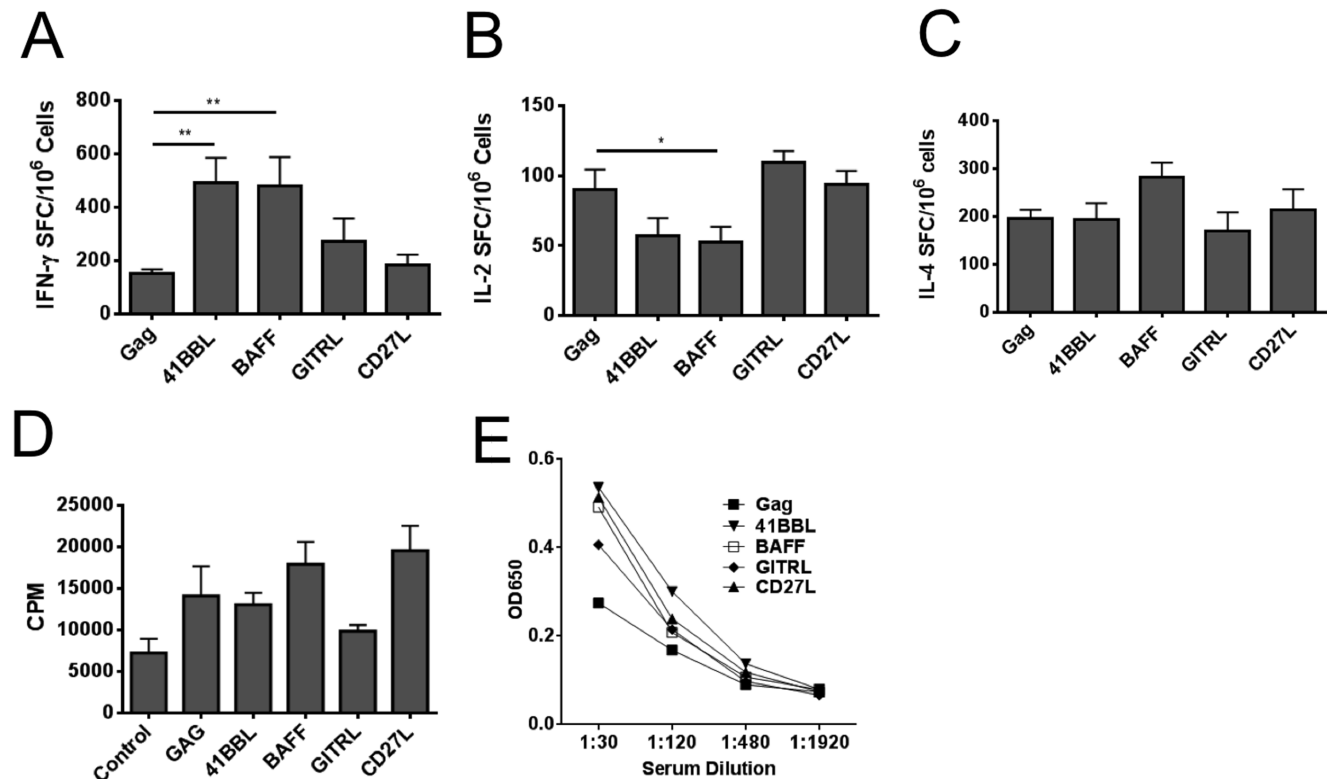 A
IFN-γ SFC/10⁶ Cells
800
600
400
200
0
**
**
Gag
41BBL
BAFF
GITRL
CD27L
B
IL-2 SFC/10⁶ Cells
150
100
50
0
*
Gag
41BBL
BAFF
GITRL
CD27L
C
IL-4 SFC/10⁶ cells
400
300
200
100
0
Gag
41BBL
BAFF
GITRL
CD27L
D
CPM
25000
20000
15000
10000
5000
0
Control
GAG
41BBL
BAFF
GITRL
CD27L
E
OD650
0.6
0.4
0.2
0.0
Gag
41BBL
BAFF
GITRL
CD27L
1:30 1:120 1:480 1:1920
Serum Dilution